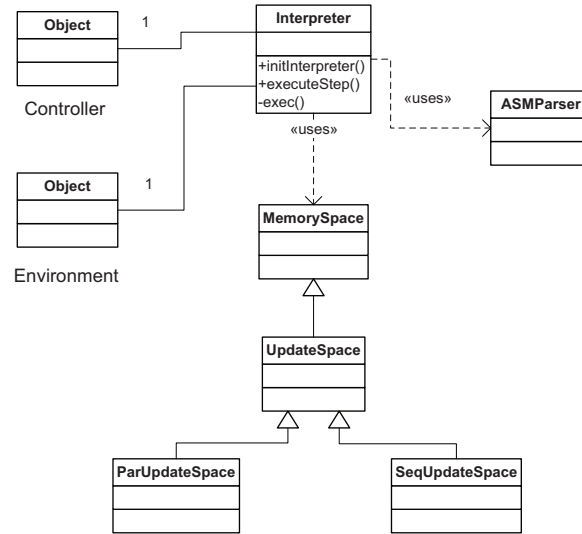 Object
1
Interpreter
+initInterpreter()
+executeStep()
-exec()
Controller
«uses»
ASMParser
«uses»
Object
1
Environment
MemorySpace
UpdateSpace
ParUpdateSpace
SeqUpdateSpace